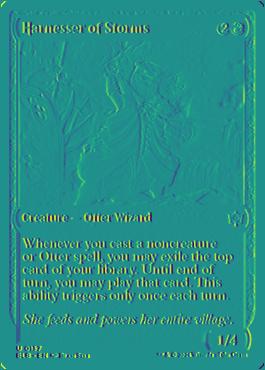 Harnesser of Storms 2
Creature - Otter Wizard
Whenever you cast a noncreature
or Otter spell, you may exile the top
card of your library. Until end of
turn, you may play that card. This
ability triggers only once each turn.
She feeds and powers her entire village.
1/4
U 0137